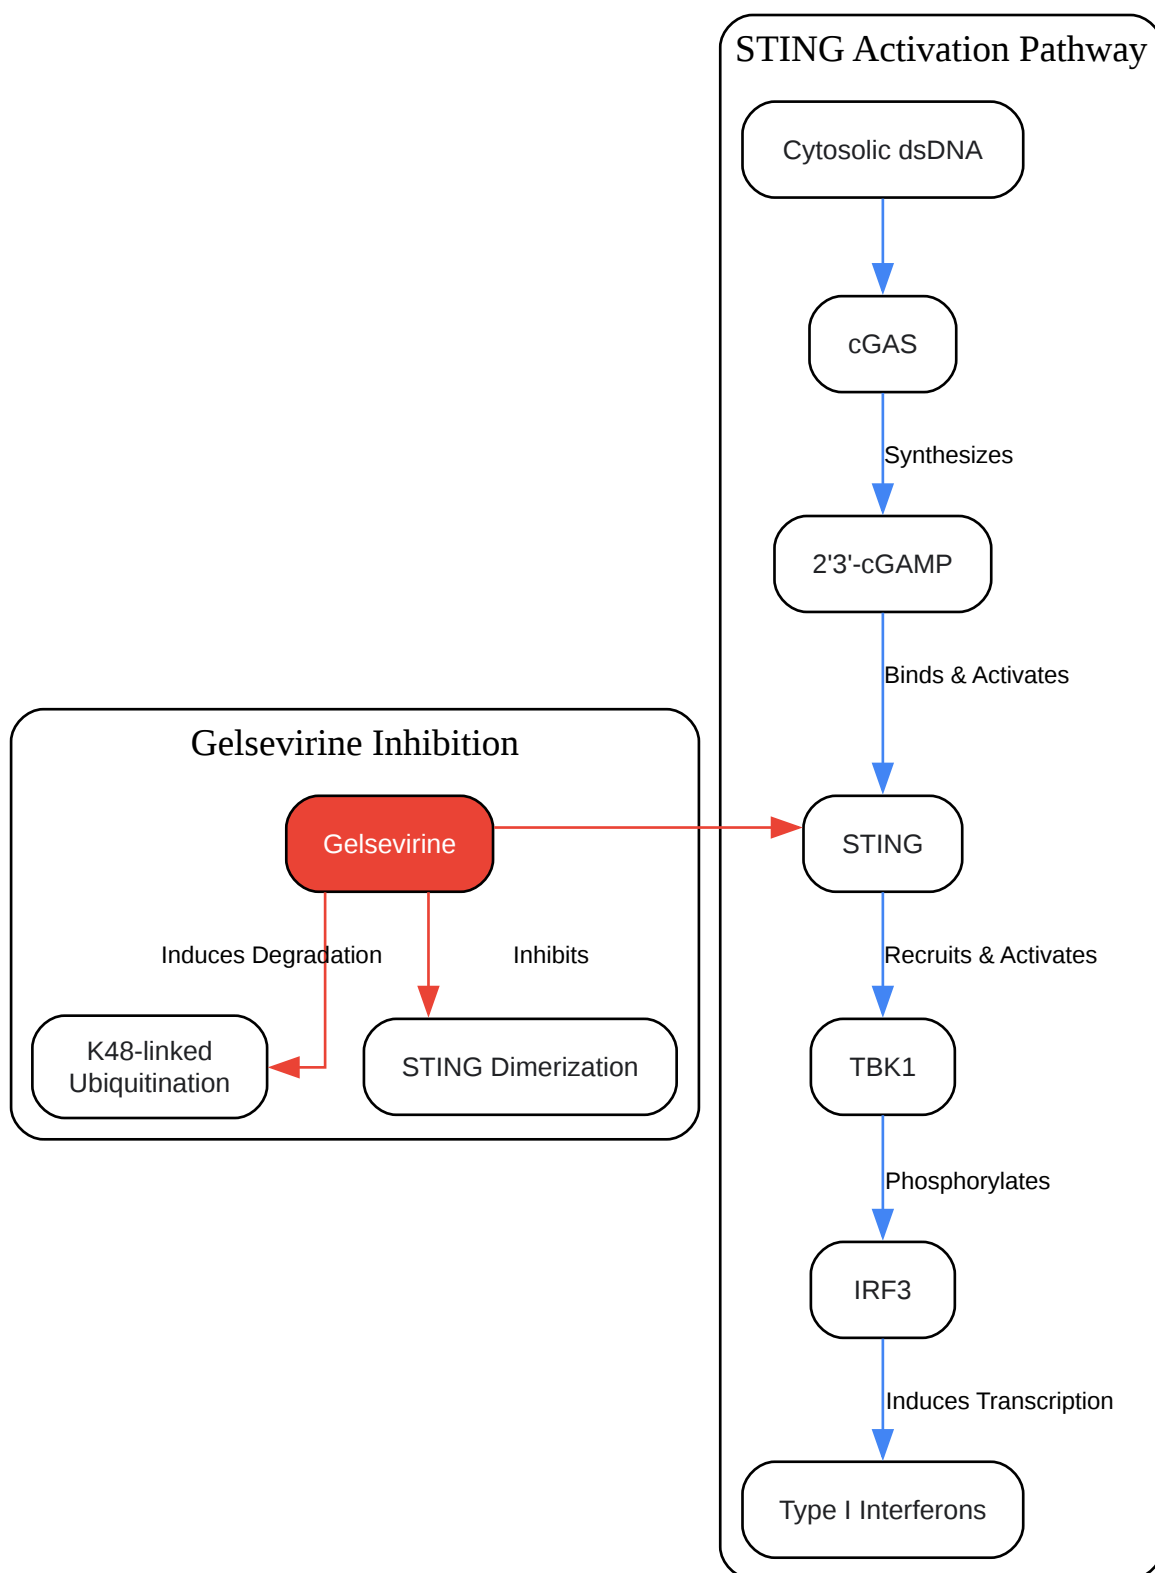 STING Activation Pathway
Cytosolic dsDNA
cGAS
Synthesizes
2'3'-cGAMP
Binds & Activates
Gelsevirine Inhibition
Gelsevirine
STING
Induces Degradation
Inhibits
Recruits & Activates
K48-linked
Ubiquitination
STING Dimerization
TBK1
Phosphorylates
IRF3
Induces Transcription
Type I Interferons